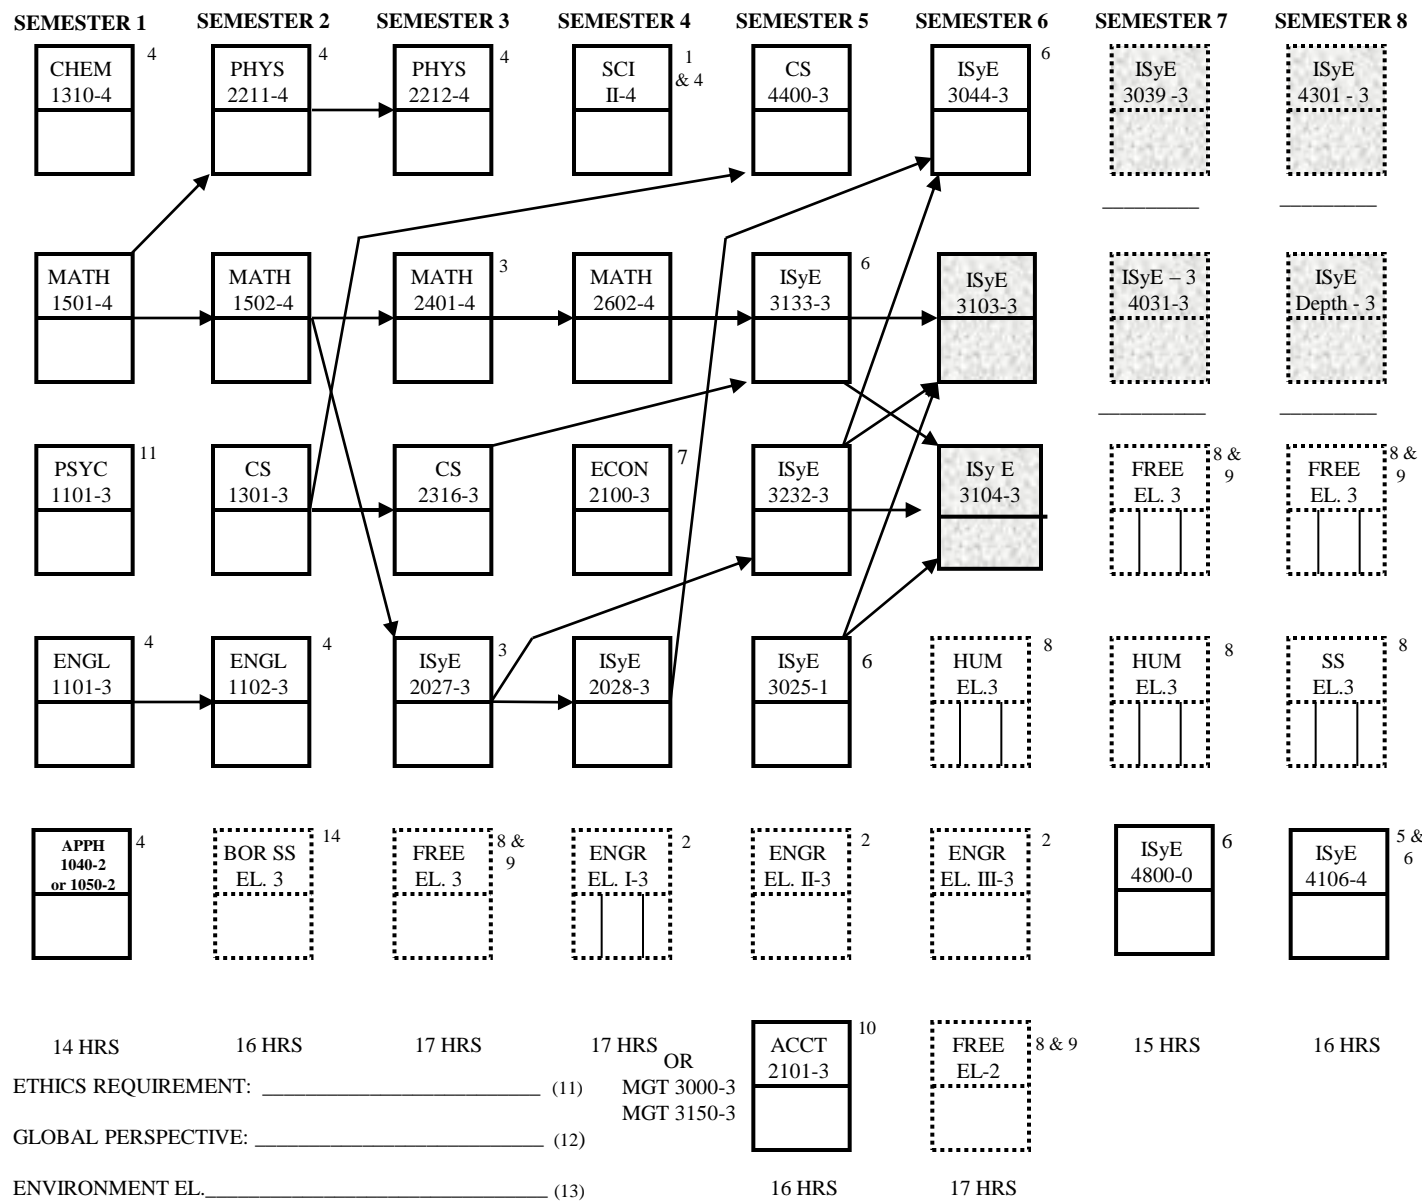 SEMESTER 1 SEMESTER 2 SEMESTER 3 SEMESTER 4 SEMESTER 5 SEMESTER 6 SEMESTER 7 SEMESTER 8
CHEM
1310-4
4
PHYS
2211-4
4
PHYS
2212-4
4
SCI
II-4
1
& 4
CS
4400-3
ISyE
3044-3
6
ISyE
3039 -3
_________
ISyE
4301 - 3
_________
MATH
1501-4
MATH
1502-4
MATH
2401-4
3
MATH
2602-4
ISyE
3133-3
6
ISyE
3103-3
ISyE – 3
4031-3
__________
ISyE
Depth - 3
_________
PSYC
1101-3
11
CS
1301-3
CS
2316-3
ECON
2100-3
7
ISyE
3232-3
ISy E
3104-3
FREE
EL. 3
8 &
9
FREE
EL. 3
8 &
9
ENGL
1101-3
4
ENGL
1102-3
4
ISyE
2027-3
3
ISyE
2028-3
ISyE
3025-1
6
HUM
EL.3
8
HUM
EL.3
8
SS
EL.3
8
APPH
1040-2
or 1050-2
4
BOR SS
EL. 3
14
FREE
EL. 3
8 &
9
ENGR
EL. I-3
2
ENGR
EL. II-3
2
ENGR
EL. III-3
2
ISyE
4800-0
6
ISyE
4106-4
5 &
6
14 HRS
16 HRS
17 HRS
17 HRS
OR
MGT 3000-3
MGT 3150-3
ACCT
2101-3
10
FREE
EL-2
8 & 9
15 HRS
16 HRS
ETHICS REQUIREMENT: __________________________ (11)
GLOBAL PERSPECTIVE: ___________________________ (12)
ENVIRONMENT EL.________________________________ (13)
16 HRS
17 HRS